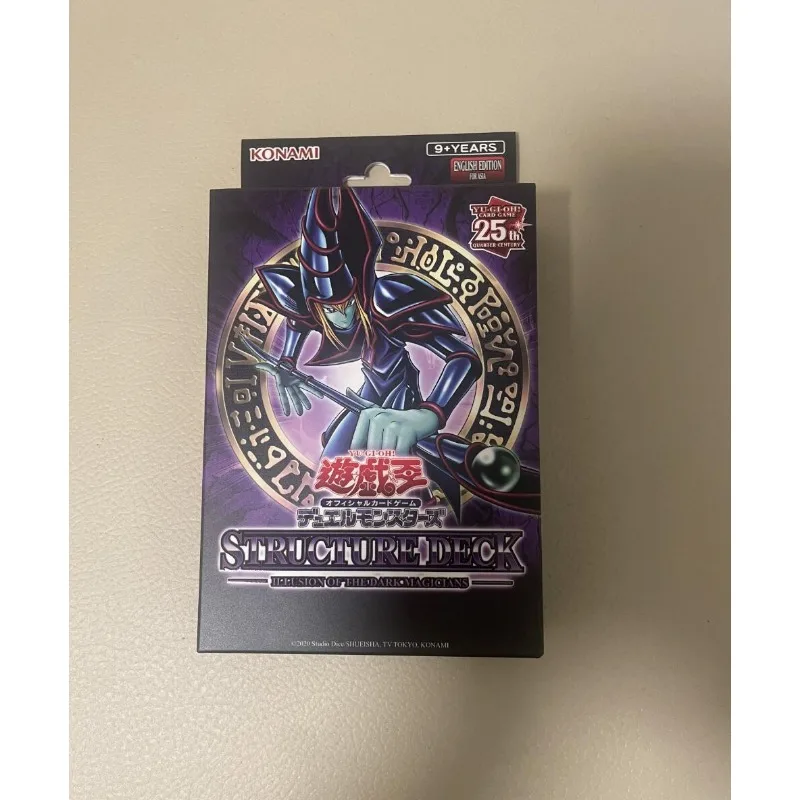 KONAMI
9+YEARS
ENGLISH EDITION
FOR ASIA
YU-GI-OH!
CARD GAME
25th
QUARTER CENTURY
YU-GI-OH!
遊戯王
オフィシャルカードゲーム
デュエルモンスターズ
STRUCTURE DECK
ILLUSION OF THE DARK MAGICIANS
©2020 Studio Dice/SHUEISHA, TV TOKYO, KONAMI